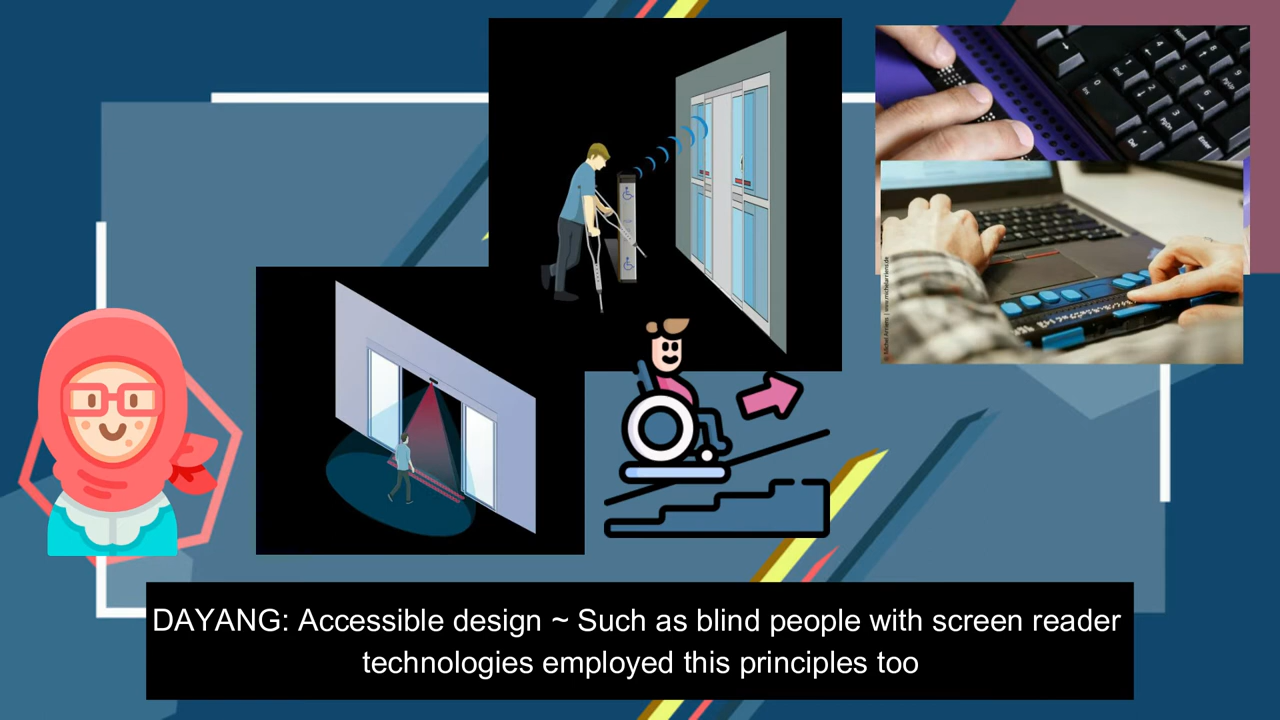 DAYANG: Accessible design ~ Such as blind people with screen reader
technologies employed this principles too